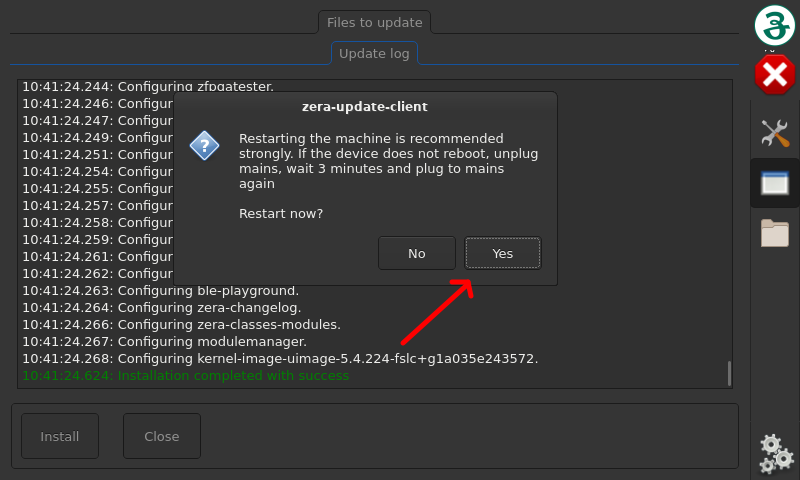 Files to update
Update log
10:41:24.244: Configuring zfpgatester.
10:41:24.246: Configur
10:41:24.247: Configur
10:41:24.249: Configur
10:41:24.251: Configur
10:41:24.254: Configur
10:41:24.255: Configur
10:41:24.257: Configur
10:41:24.258: Configur
10:41:24.259: Configur
10:41:24.261: Configur
10:41:24.262: Configur
zera-update-client
Restarting the machine is recommended
strongly. If the device does not reboot, unplug
mains, wait 3 minutes and plug to mains
again
Restart now?
No Yes
10:41:24.263: Configuring ble-playground.
10:41:24.264: Configuring zera-changelog.
10:41:24.266: Configuring zera-classes-modules.
10:41:24.267: Configuring modulemanager.
10:41:24.268: Configuring kernel-image-uimage-5.4.224-fslc+g1a035e243572.
10:41:24.624: Installation completed with success
Install Close